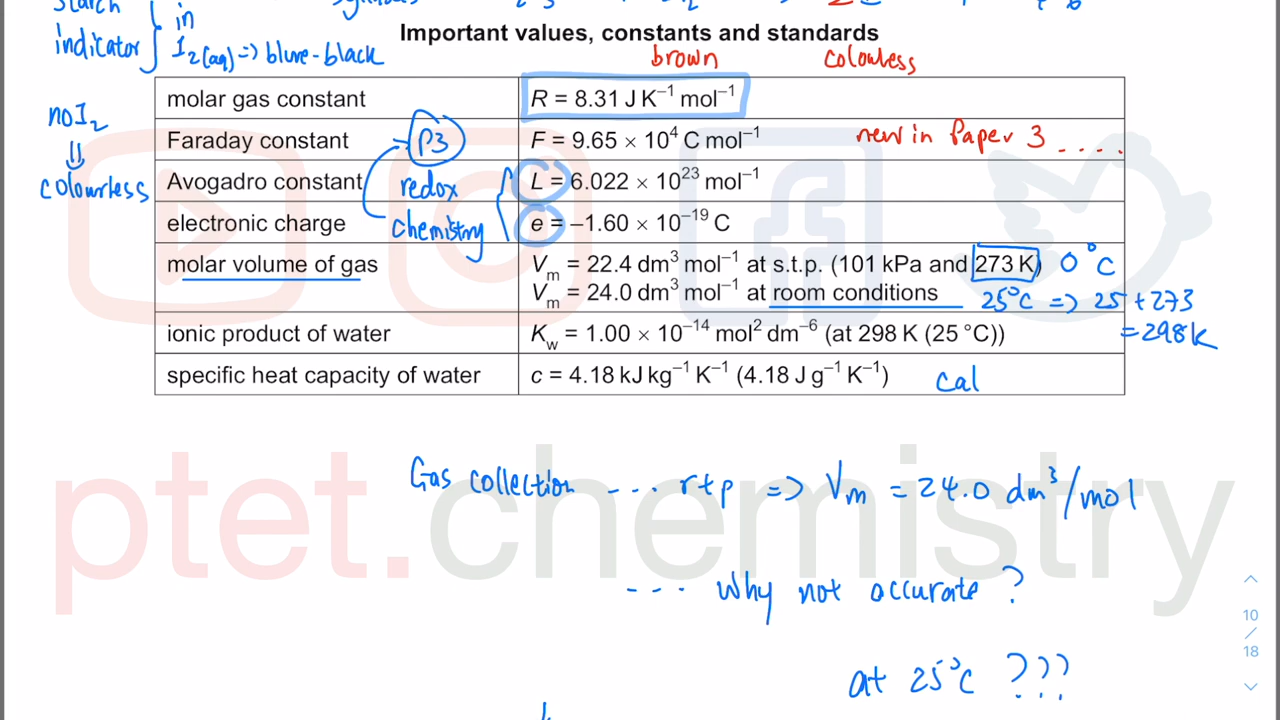 starch
in
indicator
I₂(aq) => blure-black
Important values, constants and standards
brown
colouless
molar gas constant
R = 8.31 J K⁻¹ mol⁻¹
no I₂
⇓
colourless
Faraday constant
P3
F = 9.65 × 10⁴ C mol⁻¹
new in Paper 3 ....
Avogadro constant
redox
L = 6.022 × 10²³ mol⁻¹
electronic charge
chemistry
e = –1.60 × 10⁻¹⁹ C
molar volume of gas
Vₘ = 22.4 dm³ mol⁻¹ at s.t.p. (101 kPa and 273 K)
0°C
Vₘ = 24.0 dm³ mol⁻¹ at room conditions
25°C => 25 + 273
= 298K
ionic product of water
K_w = 1.00 × 10⁻¹⁴ mol² dm⁻⁶ (at 298 K (25 °C))
specific heat capacity of water
c = 4.18 kJ kg⁻¹ K⁻¹ (4.18 J g⁻¹ K⁻¹)
cal
Gas collection ... rtp => Vₘ = 24.0 dm³/mol
ptet.chemistry
... Why not accurate ?
at 25°C ???
10
/
18